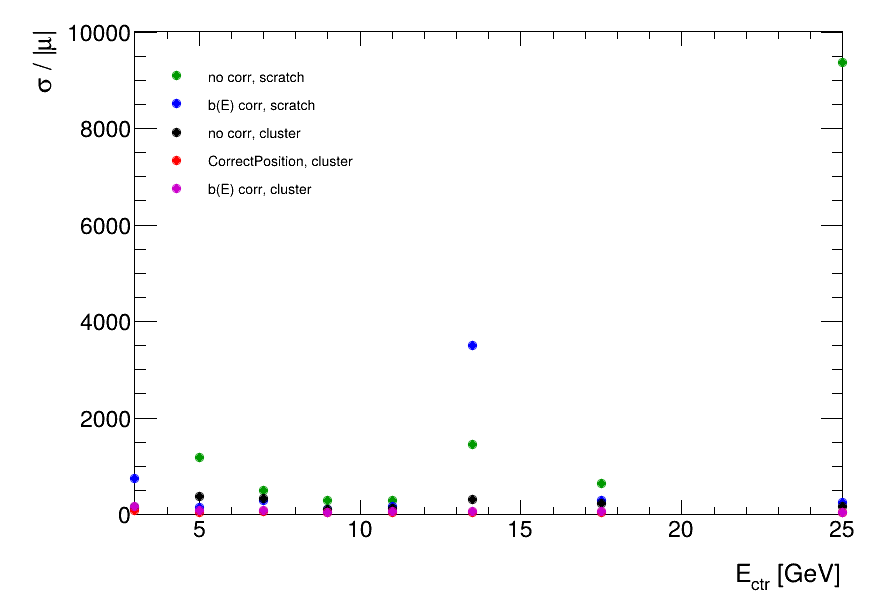 10000
8000
6000
4000
2000
0
σ / |μ|
no corr, scratch
b(E) corr, scratch
no corr, cluster
CorrectPosition, cluster
b(E) corr, cluster
5 10 15 20 25
E_ctr [GeV]